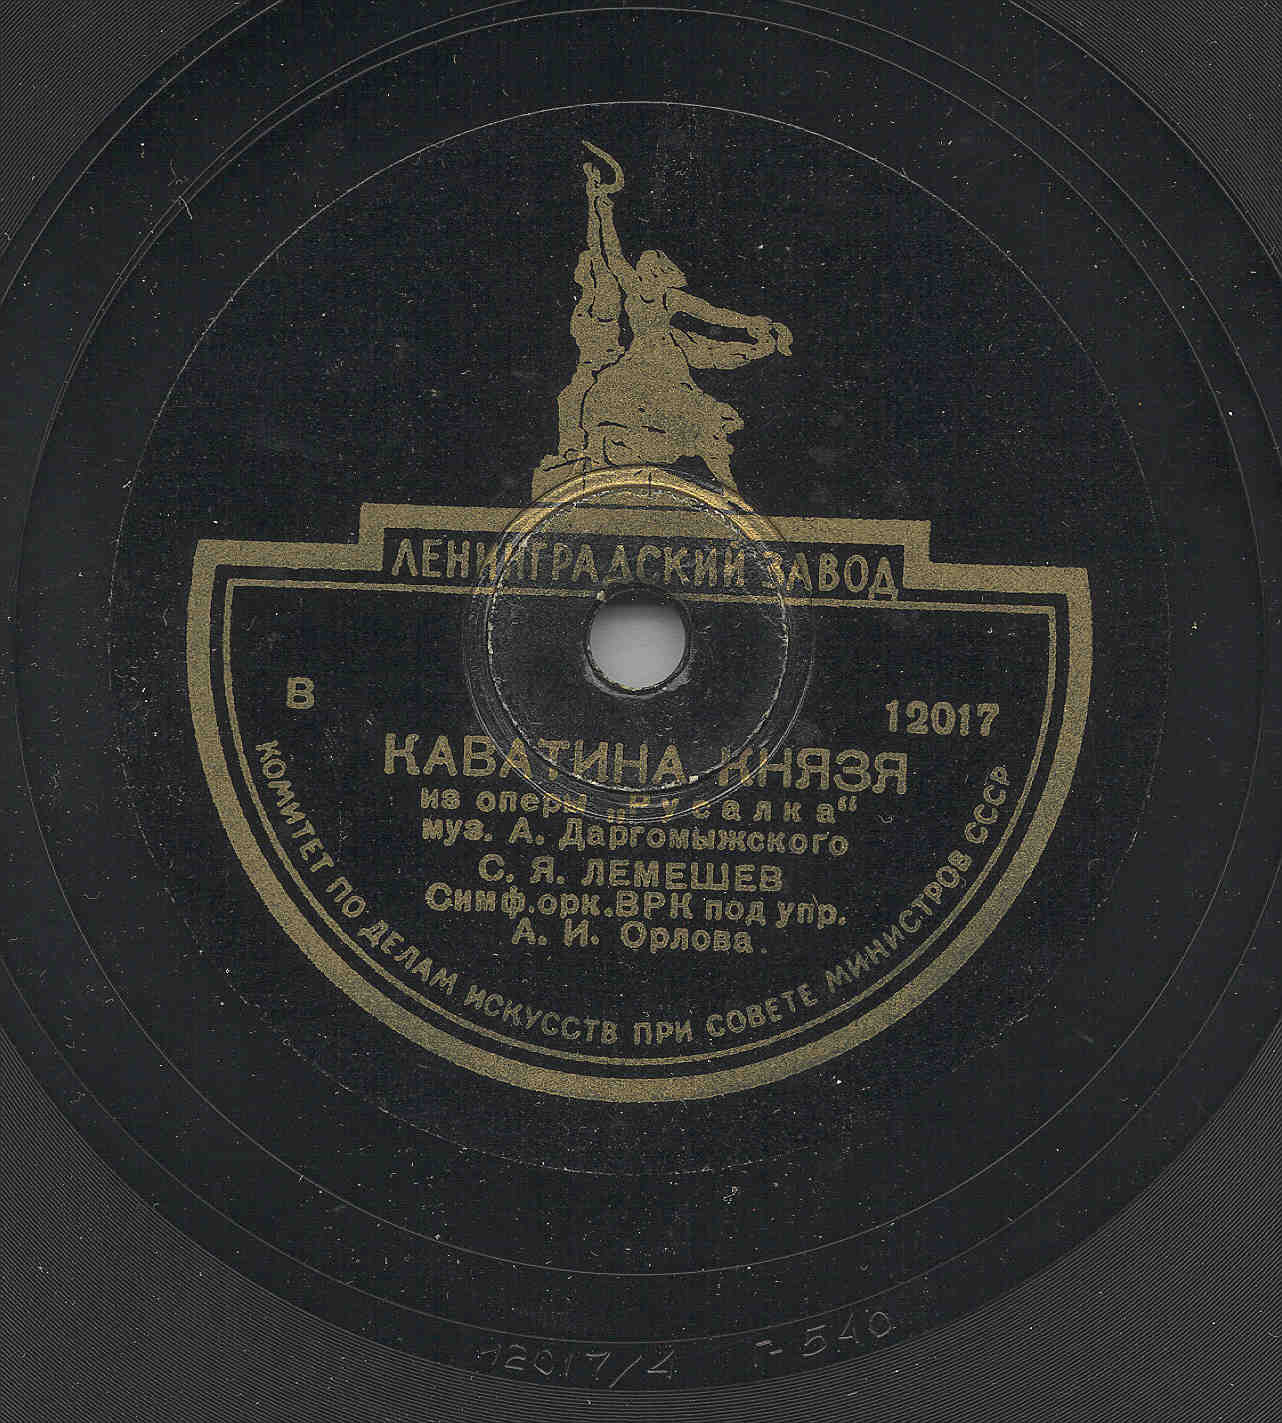 ЛЕНИНГРАДСКИЙ ЗАВОД
В
12017
КАВАТИНА КНЯЗЯ
из оперы „Русалка“
муз. А. Даргомыжского
С. Я. ЛЕМЕШЕВ
Симф.орк.ВРК под упр.
А. И. Орлова.
КОМИТЕТ ПО ДЕЛАМ ИСКУССТВ ПРИ СОВЕТЕ МИНИСТРОВ СССР
12017/4 Г-540